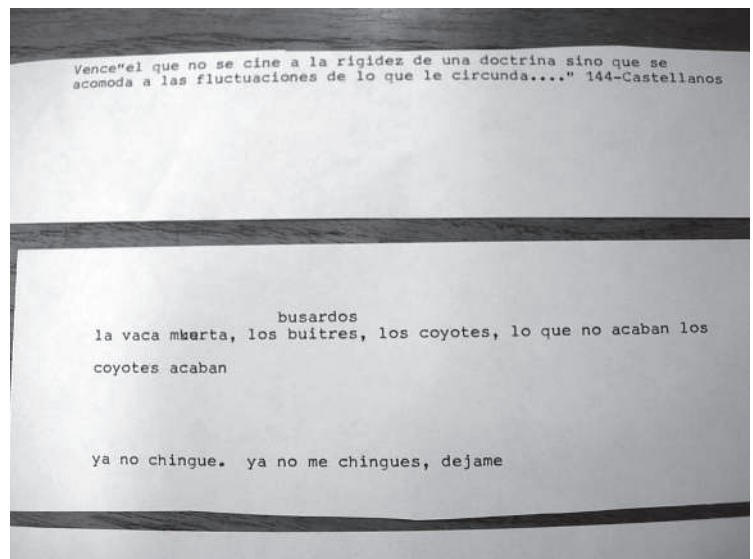 Vence"el que no se cine a la rigidez de una doctrina sino que se
acomoda a las fluctuaciones de lo que le circunda...." 144-Castellanos
busardos
la vaca muerta, los buitres, los coyotes, lo que no acaban los
coyotes acaban
ya no chingue.  ya no me chingues, dejame